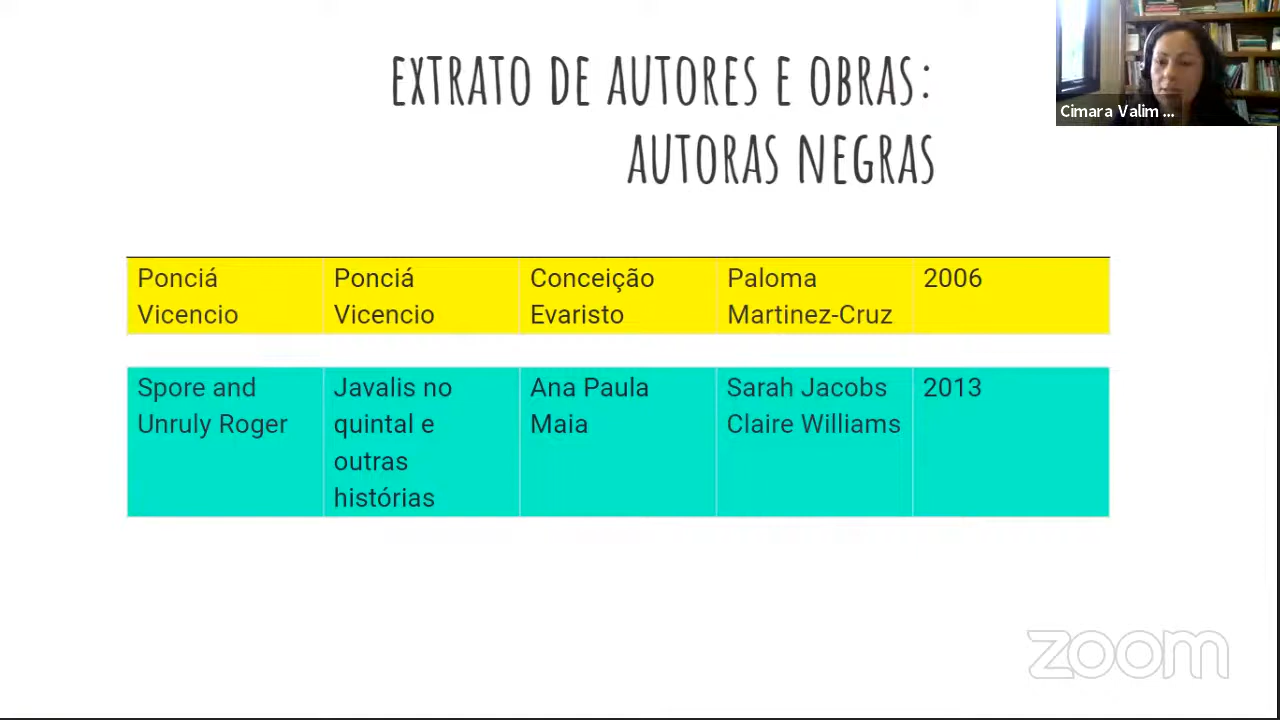 EXTRATO DE AUTORES E OBRAS:
AUTORAS NEGRAS
Cimara Valim ...
Ponciá Vicencio
Ponciá Vicencio
Conceição Evaristo
Paloma Martinez-Cruz
2006
Spore and Unruly Roger
Javalis no quintal e outras histórias
Ana Paula Maia
Sarah Jacobs Claire Williams
2013
zoom